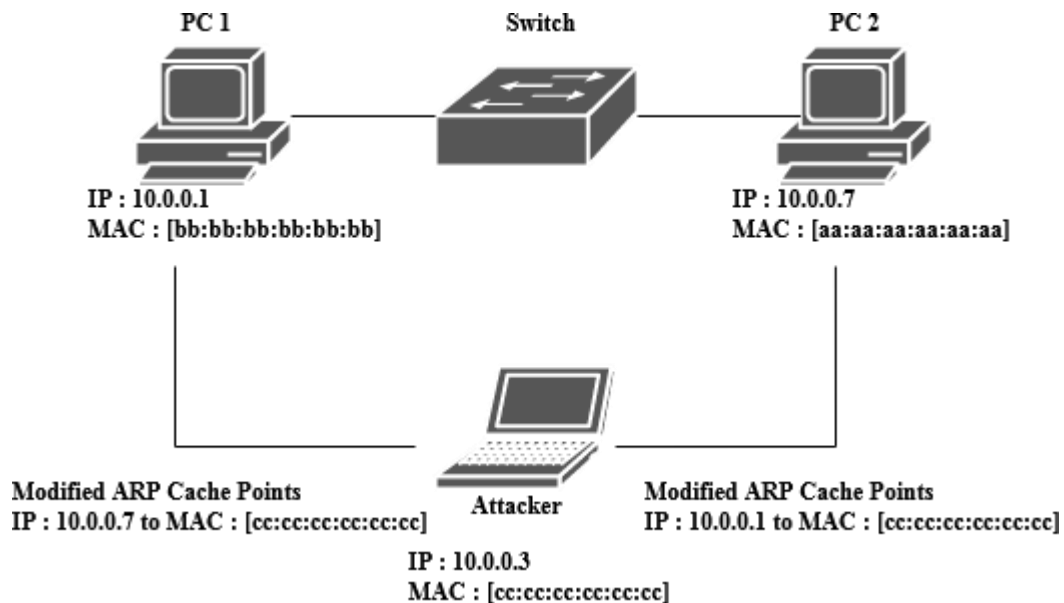 PC 1
Switch
PC 2
IP : 10.0.0.1
MAC : [bb:bb:bb:bb:bb:bb]
IP : 10.0.0.7
MAC : [aa:aa:aa:aa:aa:aa]
Modified ARP Cache Points
IP : 10.0.0.7 to MAC : [cc:cc:cc:cc:cc:cc]
Attacker
IP : 10.0.0.3
MAC : [cc:cc:cc:cc:cc:cc]
Modified ARP Cache Points
IP : 10.0.0.1 to MAC : [cc:cc:cc:cc:cc:cc]